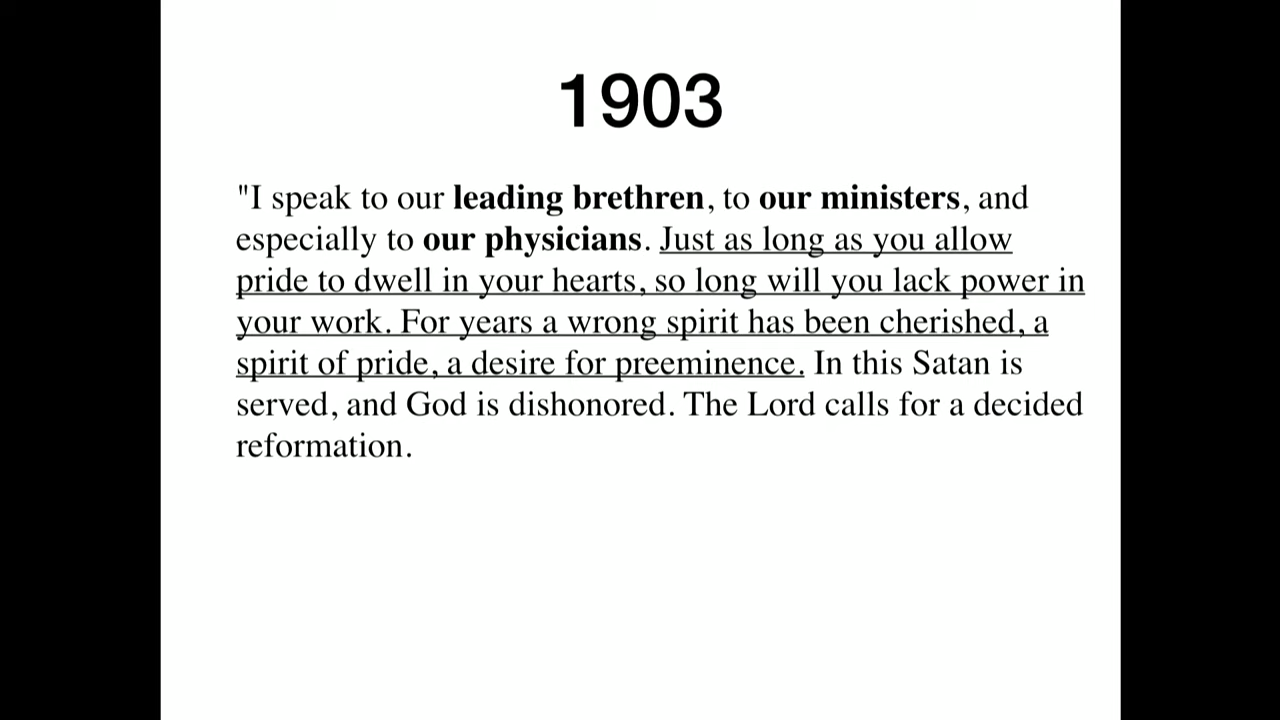 1903
"I speak to our leading brethren, to our ministers, and
especially to our physicians. Just as long as you allow
pride to dwell in your hearts, so long will you lack power in
your work. For years a wrong spirit has been cherished, a
spirit of pride, a desire for preeminence. In this Satan is
served, and God is dishonored. The Lord calls for a decided
reformation.